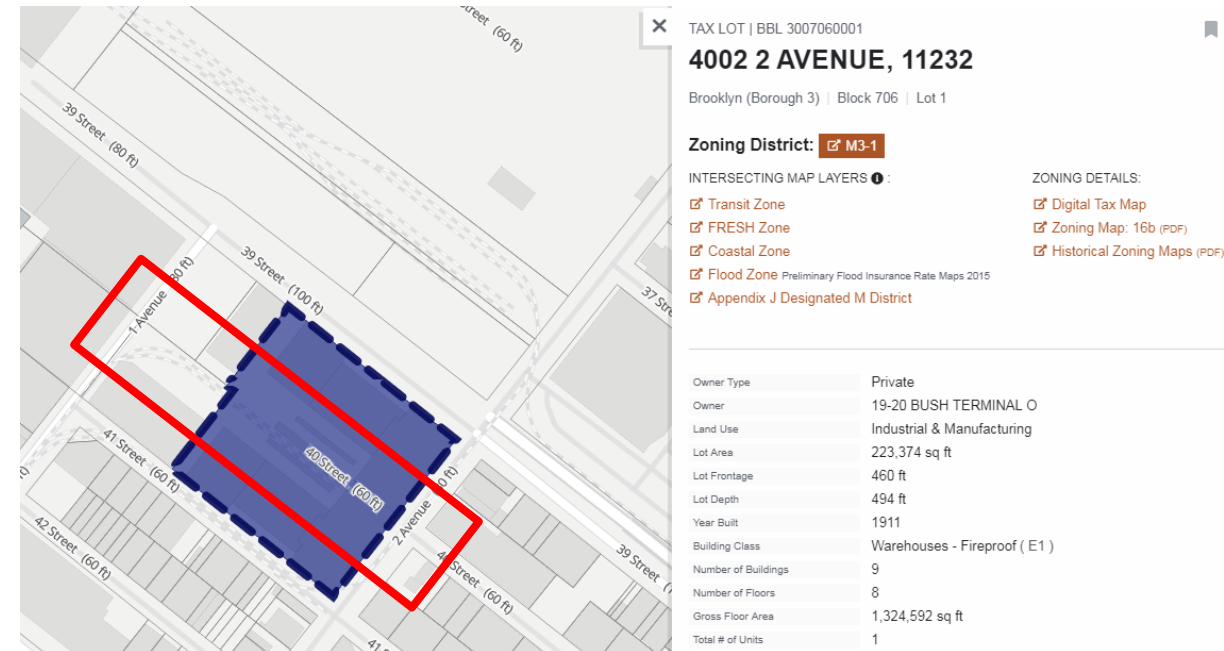 Street (60 ft)
39 Street (80 ft)
39 Street (100 ft)
1 Avenue
80 ft)
37 Stre
41 Street (60 ft)
40 Street (60 ft)
2 Avenue
0 ft)
42 Street (60 ft)
Street (60 ft)
39 Street
41
TAX LOT | BBL 3007060001
4002 2 AVENUE, 11232
Brooklyn (Borough 3) | Block 706 | Lot 1
Zoning District: M3-1
INTERSECTING MAP LAYERS :
Transit Zone
FRESH Zone
Coastal Zone
Flood Zone Preliminary Flood Insurance Rate Maps 2015
Appendix J Designated M District
ZONING DETAILS:
Digital Tax Map
Zoning Map: 16b (PDF)
Historical Zoning Maps (PDF)
Owner Type Private
Owner 19-20 BUSH TERMINAL O
Land Use Industrial & Manufacturing
Lot Area 223,374 sq ft
Lot Frontage 460 ft
Lot Depth 494 ft
Year Built 1911
Building Class Warehouses - Fireproof ( E1 )
Number of Buildings 9
Number of Floors 8
Gross Floor Area 1,324,592 sq ft
Total # of Units 1